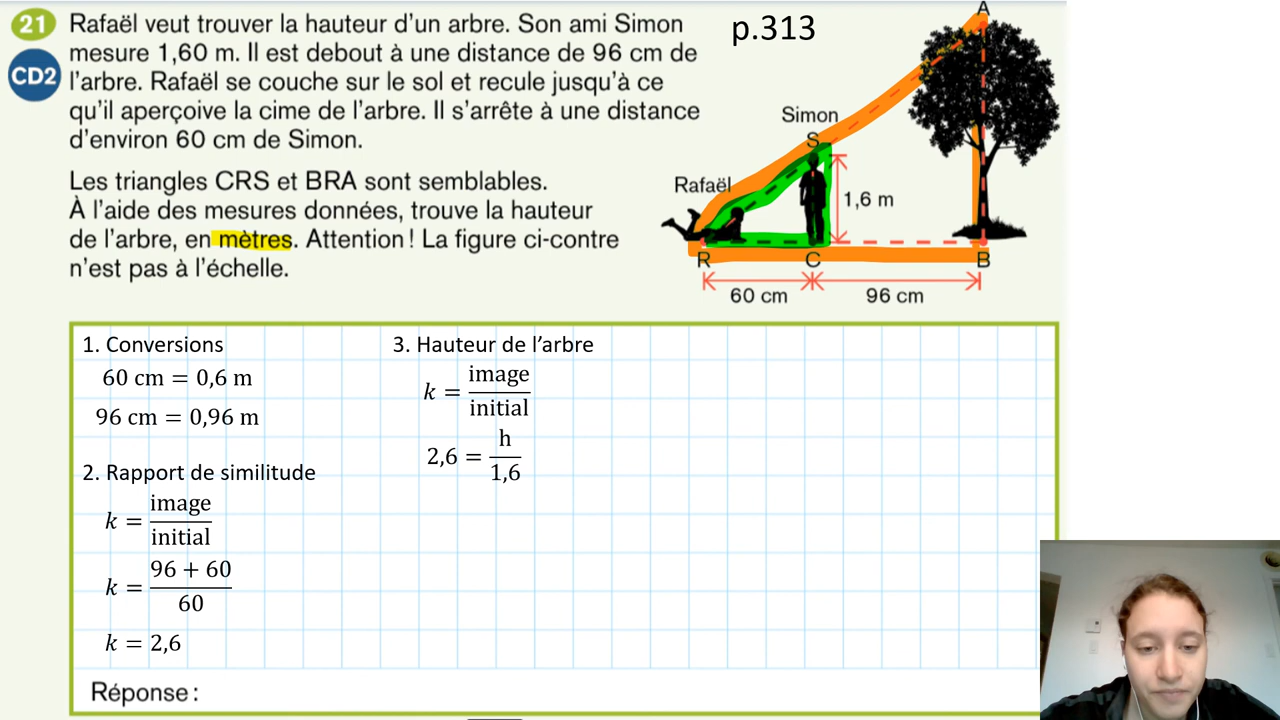 21 Rafaël veut trouver la hauteur d'un arbre. Son ami Simon
CD2 mesure 1,60 m. Il est debout à une distance de 96 cm de
l'arbre. Rafaël se couche sur le sol et recule jusqu'à ce
qu'il aperçoive la cime de l'arbre. Il s'arrête à une distance
d'environ 60 cm de Simon.
Les triangles CRS et BRA sont semblables.
À l'aide des mesures données, trouve la hauteur
de l'arbre, en mètres. Attention ! La figure ci-contre
n'est pas à l'échelle.
p.313
A
Simon
S
Rafaël
1,6 m
R C B
60 cm 96 cm
1. Conversions
60 cm = 0,6 m
96 cm = 0,96 m
2. Rapport de similitude
k = image / initial
k = 96 + 60 / 60
k = 2,6
3. Hauteur de l'arbre
k = image / initial
2,6 = h / 1,6
Réponse :